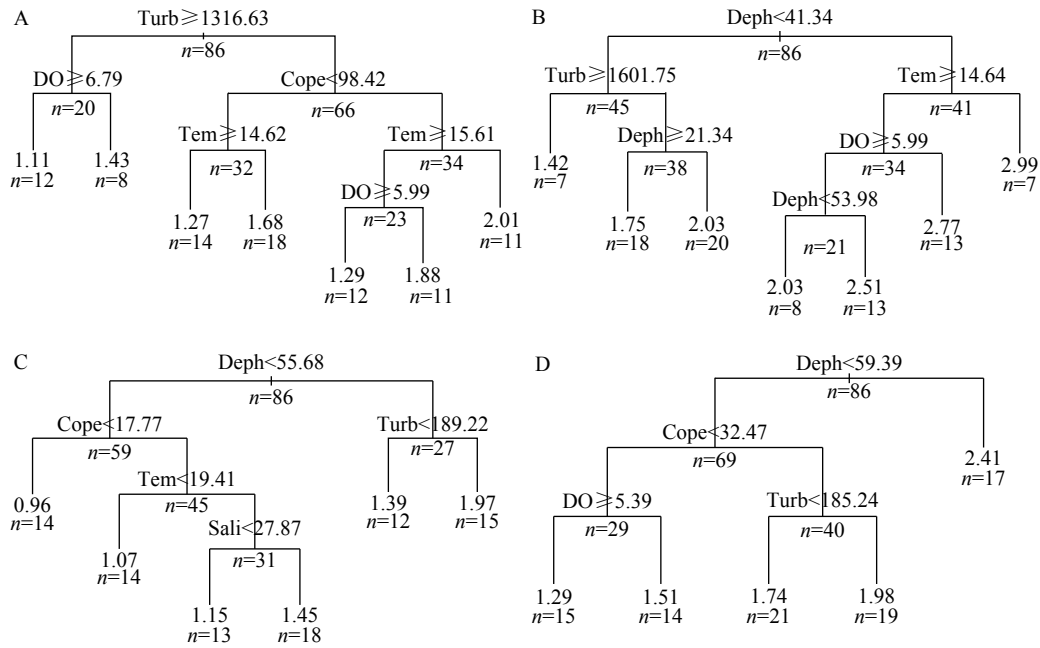 A
Turb≥1316.63
n=86
DO≥6.79
n=20
1.11
n=12
1.43
n=8
Cope<98.42
n=66
Tem≥14.62
n=32
1.27
n=14
1.68
n=18
Tem≥15.61
n=34
DO≥5.99
n=23
1.29
n=12
1.88
n=11
2.01
n=11
B
Deph<41.34
n=86
Turb≥1601.75
n=45
1.42
n=7
Deph≥21.34
n=38
1.75
n=18
2.03
n=20
Tem≥14.64
n=41
DO≥5.99
n=34
Deph<53.98
n=21
2.03
n=8
2.51
n=13
2.77
n=13
2.99
n=7
C
Deph<55.68
n=86
Cope<17.77
n=59
0.96
n=14
Tem<19.41
n=45
1.07
n=14
Sali<27.87
n=31
1.15
n=13
1.45
n=18
Turb<189.22
n=27
1.39
n=12
1.97
n=15
D
Deph<59.39
n=86
Cope<32.47
n=69
DO≥5.39
n=29
1.29
n=15
1.51
n=14
Turb<185.24
n=40
1.74
n=21
1.98
n=19
2.41
n=17